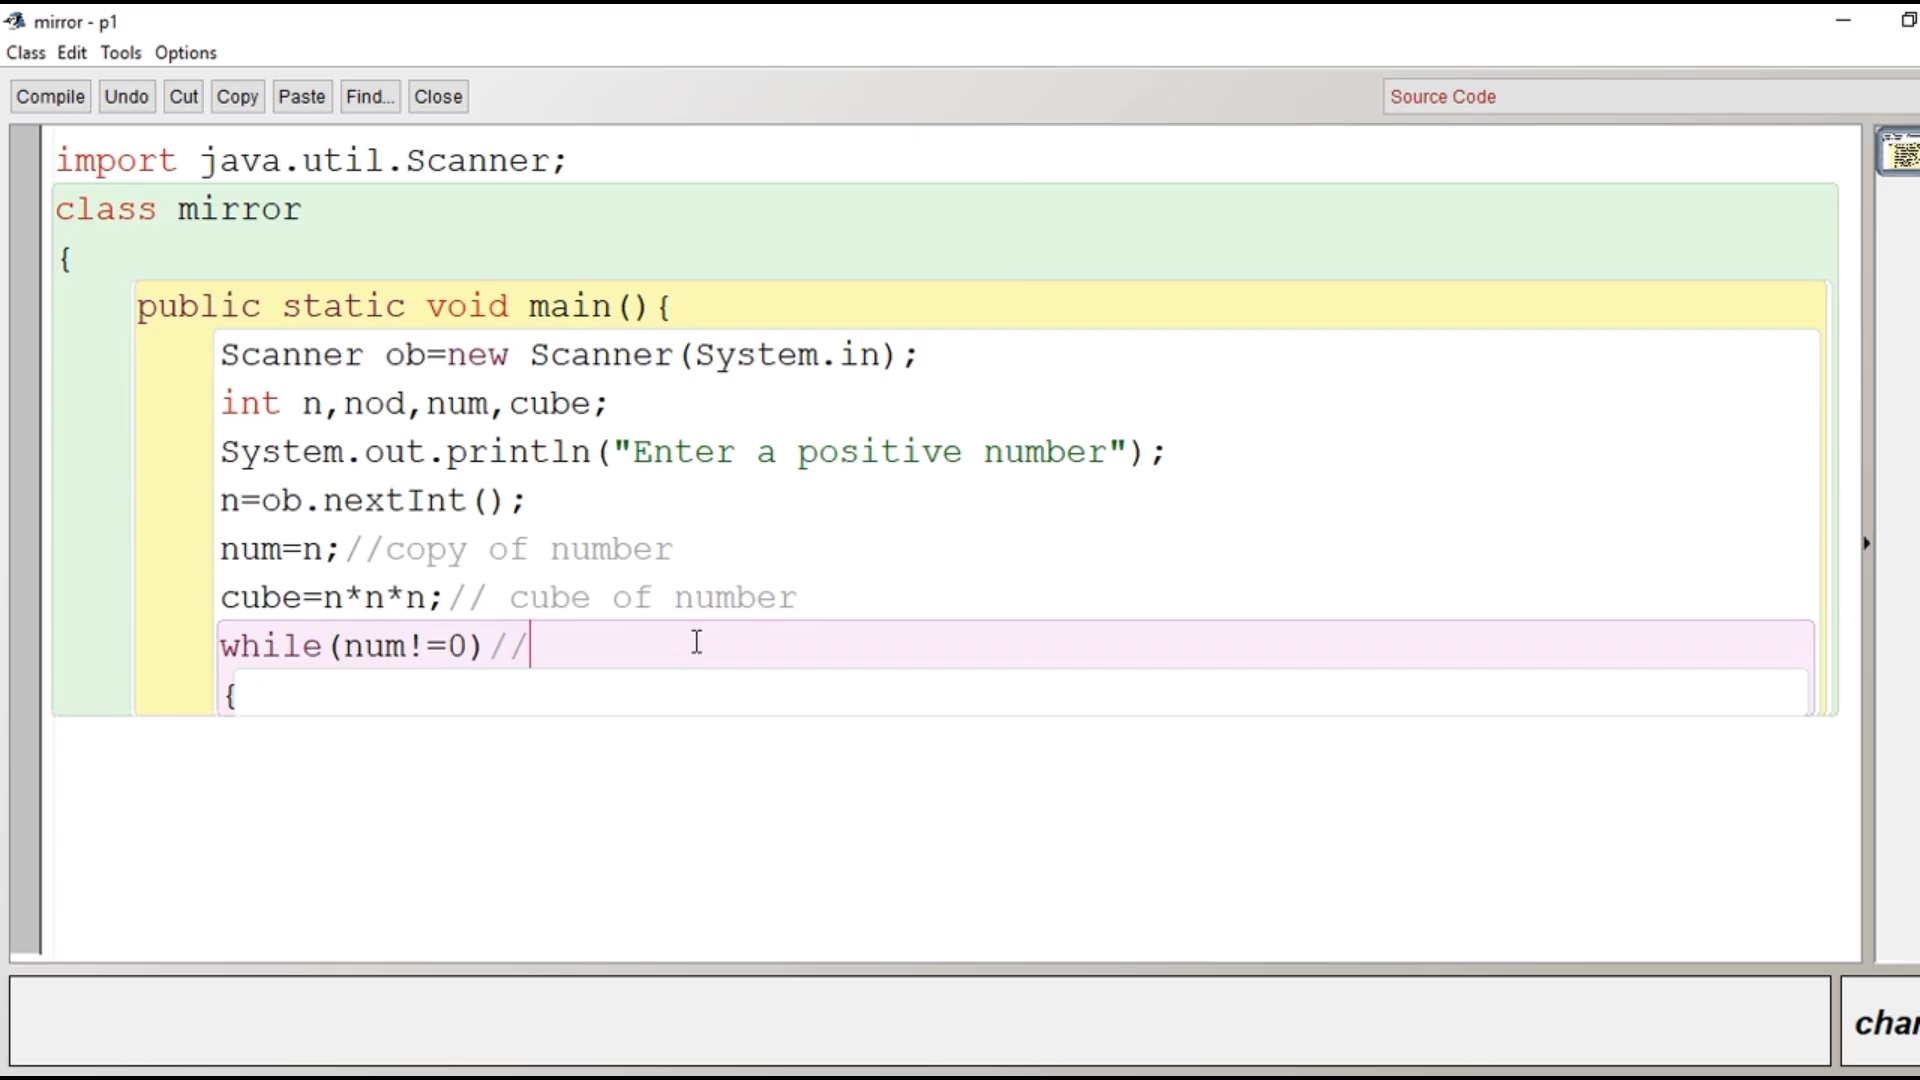 mirror - p1
Class Edit Tools Options
Compile Undo Cut Copy Paste Find... Close Source Code
import java.util.Scanner;
class mirror
{
public static void main(){
Scanner ob=new Scanner(System.in);
int n,nod,num,cube;
System.out.println("Enter a positive number");
n=ob.nextInt();
num=n;//copy of number
cube=n*n*n;// cube of number
while(num!=0)//
{